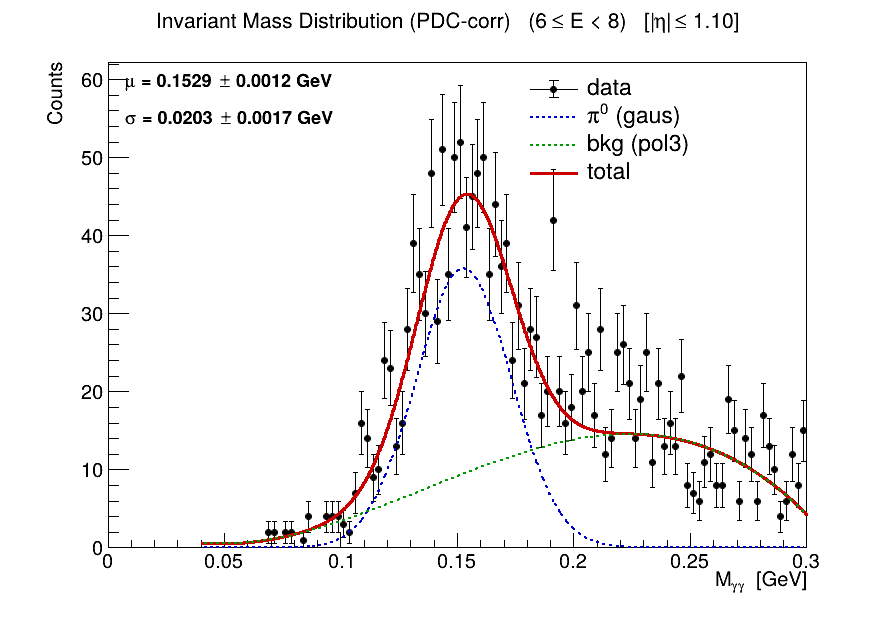 Invariant Mass Distribution (PDC-corr) (6 ≤ E < 8) [|η| ≤ 1.10]
Counts
μ = 0.1529 ± 0.0012 GeV
σ = 0.0203 ± 0.0017 GeV
data
π⁰ (gaus)
bkg (pol3)
total
60
50
40
30
20
10
0
0 0.05 0.1 0.15 0.2 0.25 0.3
Mγγ [GeV]